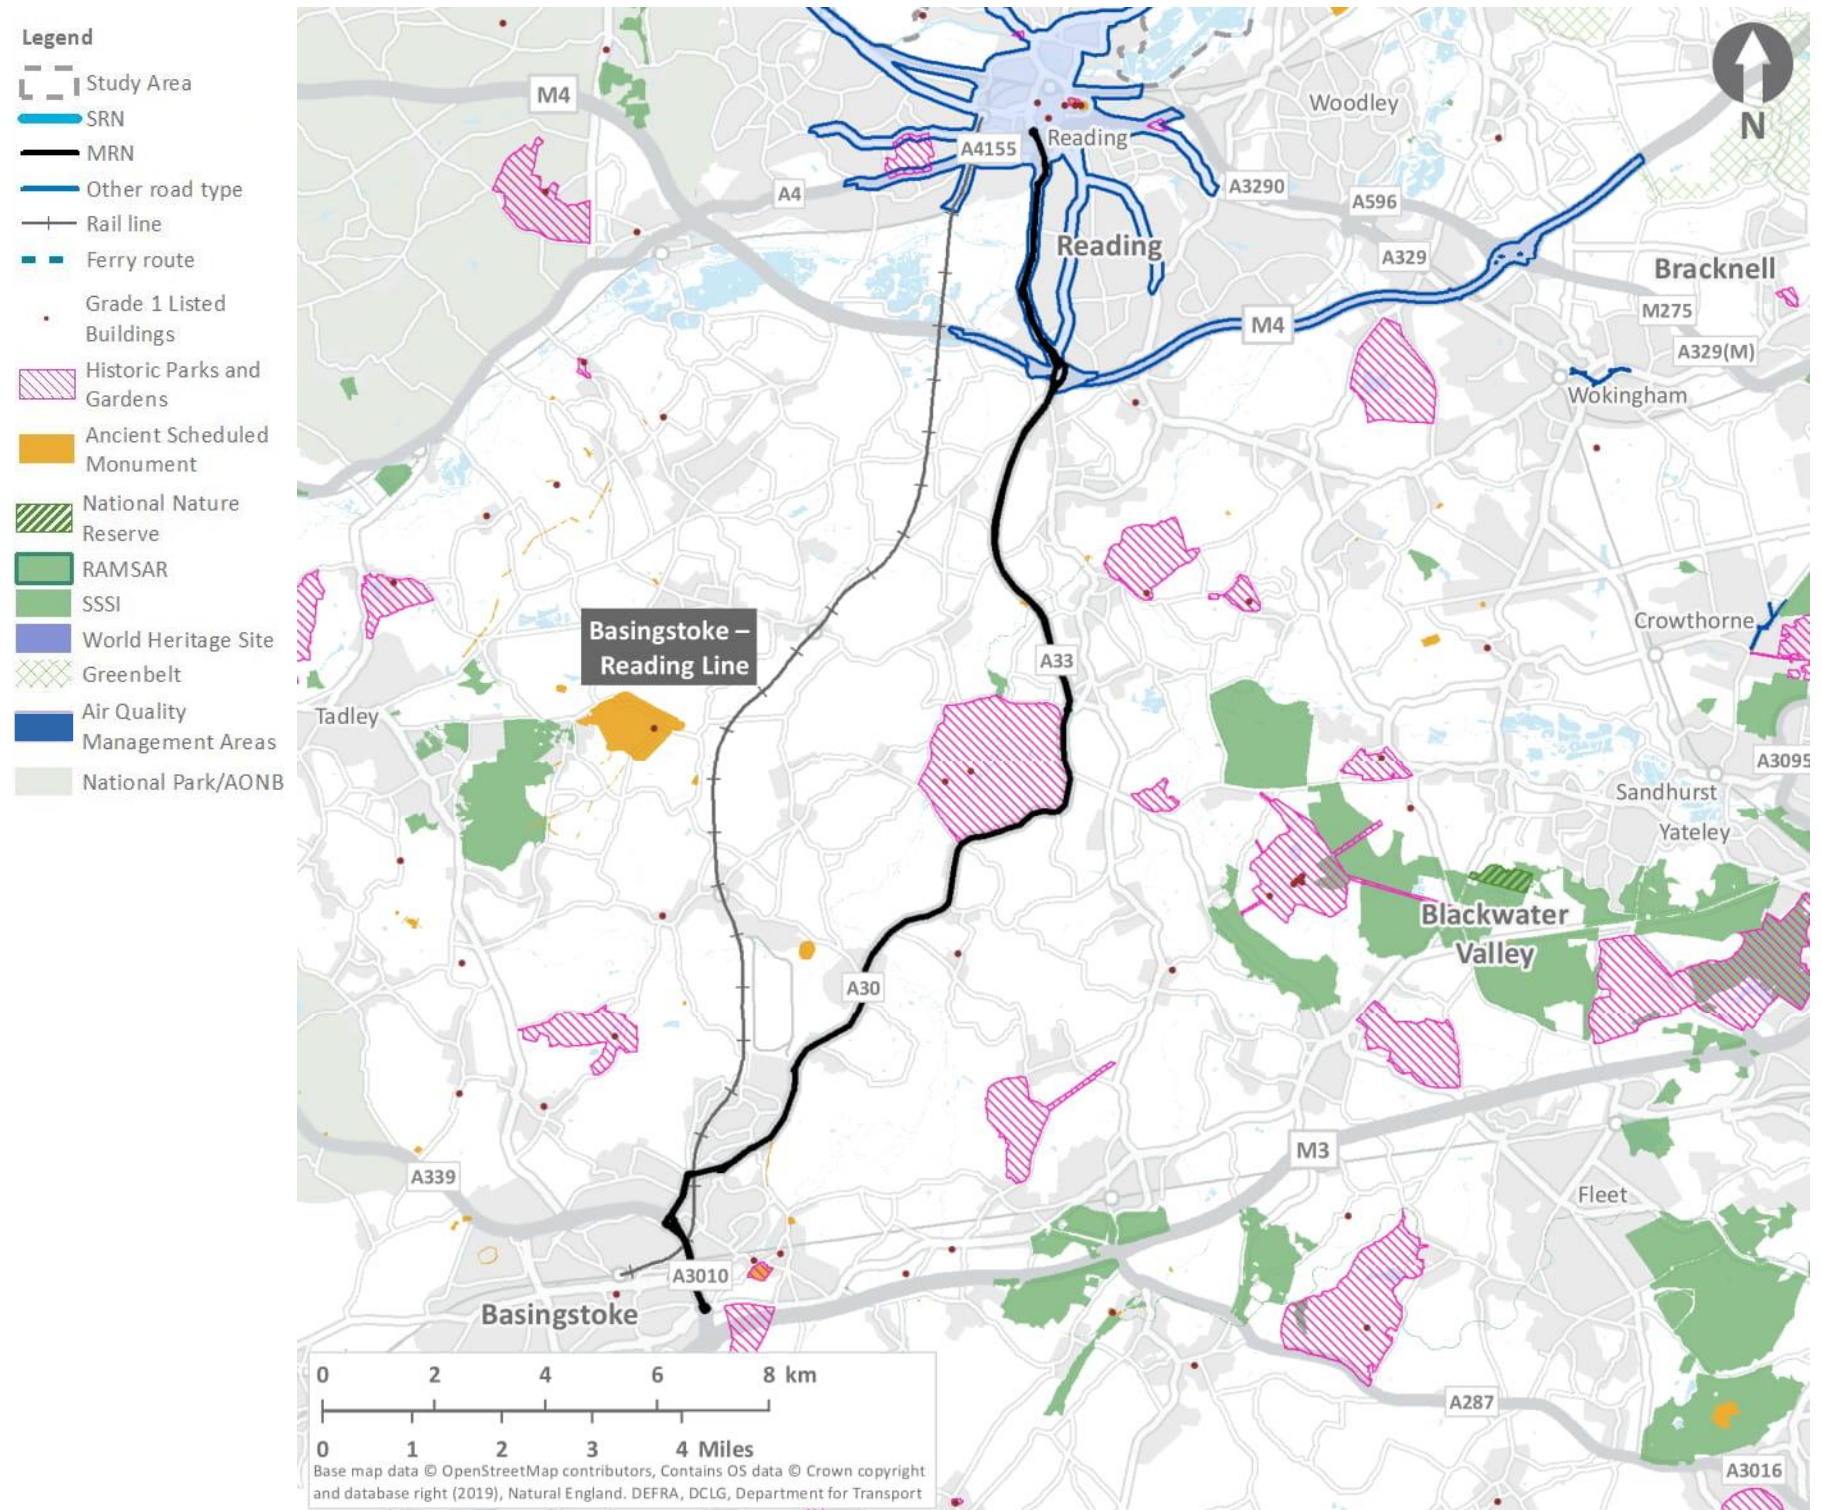 Legend
Study Area
SRN
MRN
Other road type
Rail line
Ferry route
Grade 1 Listed
Buildings
Historic Parks and
Gardens
Ancient Scheduled
Monument
National Nature
Reserve
RAMSAR
SSSI
World Heritage Site
Greenbelt
Air Quality
Management Areas
National Park/AONB
N
M4
Woodley
Reading
A4155
A4
A3290
A596
Reading
A329
Bracknell
M275
M4
A329(M)
Wokingham
Basingstoke –
Reading Line
Crowthorne
A33
Tadley
A3095
Sandhurst
Yateley
Blackwater
Valley
A30
M3
A339
Fleet
A3010
Basingstoke
0 2 4 6 8 km
0 1 2 3 4 Miles
A287
A3016
Base map data © OpenStreetMap contributors, Contains OS data © Crown copyright
and database right (2019), Natural England. DEFRA, DCLG, Department for Transport